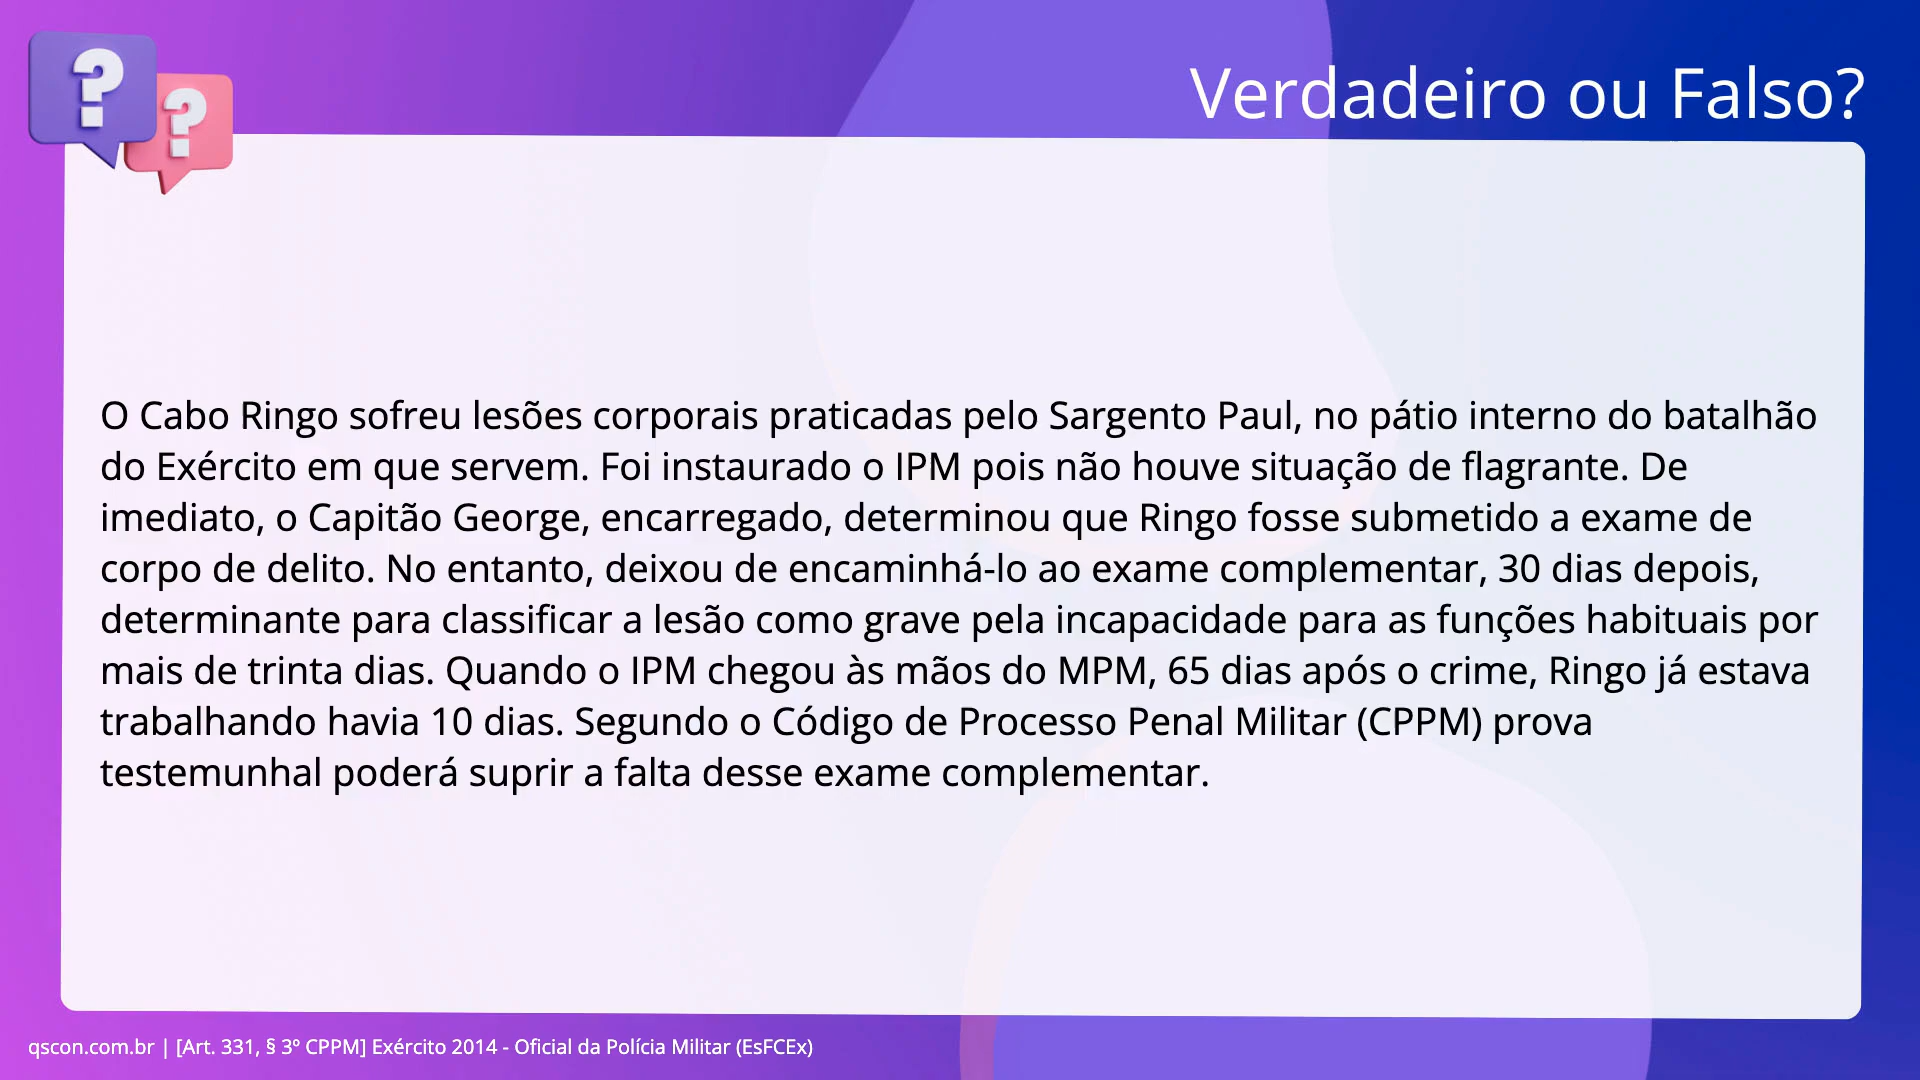 Verdadeiro ou Falso?
O Cabo Ringo sofreu lesões corporais praticadas pelo Sargento Paul, no pátio interno do batalhão
do Exército em que servem. Foi instaurado o IPM pois não houve situação de flagrante. De
imediato, o Capitão George, encarregado, determinou que Ringo fosse submetido a exame de
corpo de delito. No entanto, deixou de encaminhá-lo ao exame complementar, 30 dias depois,
determinante para classificar a lesão como grave pela incapacidade para as funções habituais por
mais de trinta dias. Quando o IPM chegou às mãos do MPM, 65 dias após o crime, Ringo já estava
trabalhando havia 10 dias. Segundo o Código de Processo Penal Militar (CPPM) prova
testemunhal poderá suprir a falta desse exame complementar.
qscon.com.br | [Art. 331, § 3º CPPM] Exército 2014 - Oficial da Polícia Militar (EsFCEx)